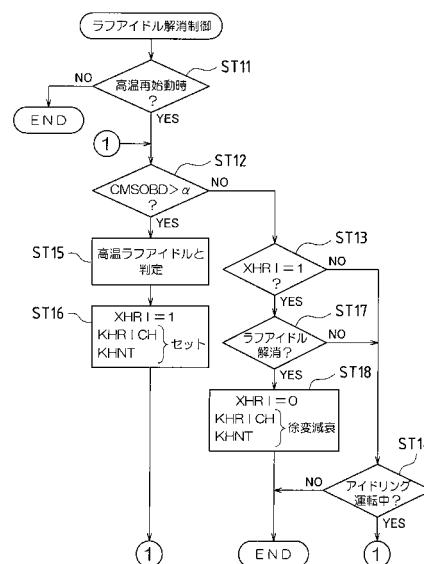 ラフアイドル解消制御
ST11
高温再始動時
?
NO
YES
END
1
ST12
CMSOBD>α
?
NO
YES
ST15
高温ラフアイドルと
判定
ST13
XHRI=1
?
NO
YES
ST16
XHRI=1
KHRICH
KHNT
セット
ST17
ラフアイドル
解消?
NO
YES
ST18
XHRI=0
KHRICH
KHNT
徐変減衰
アイドリング
運転中?
NO
YES
1
END
1